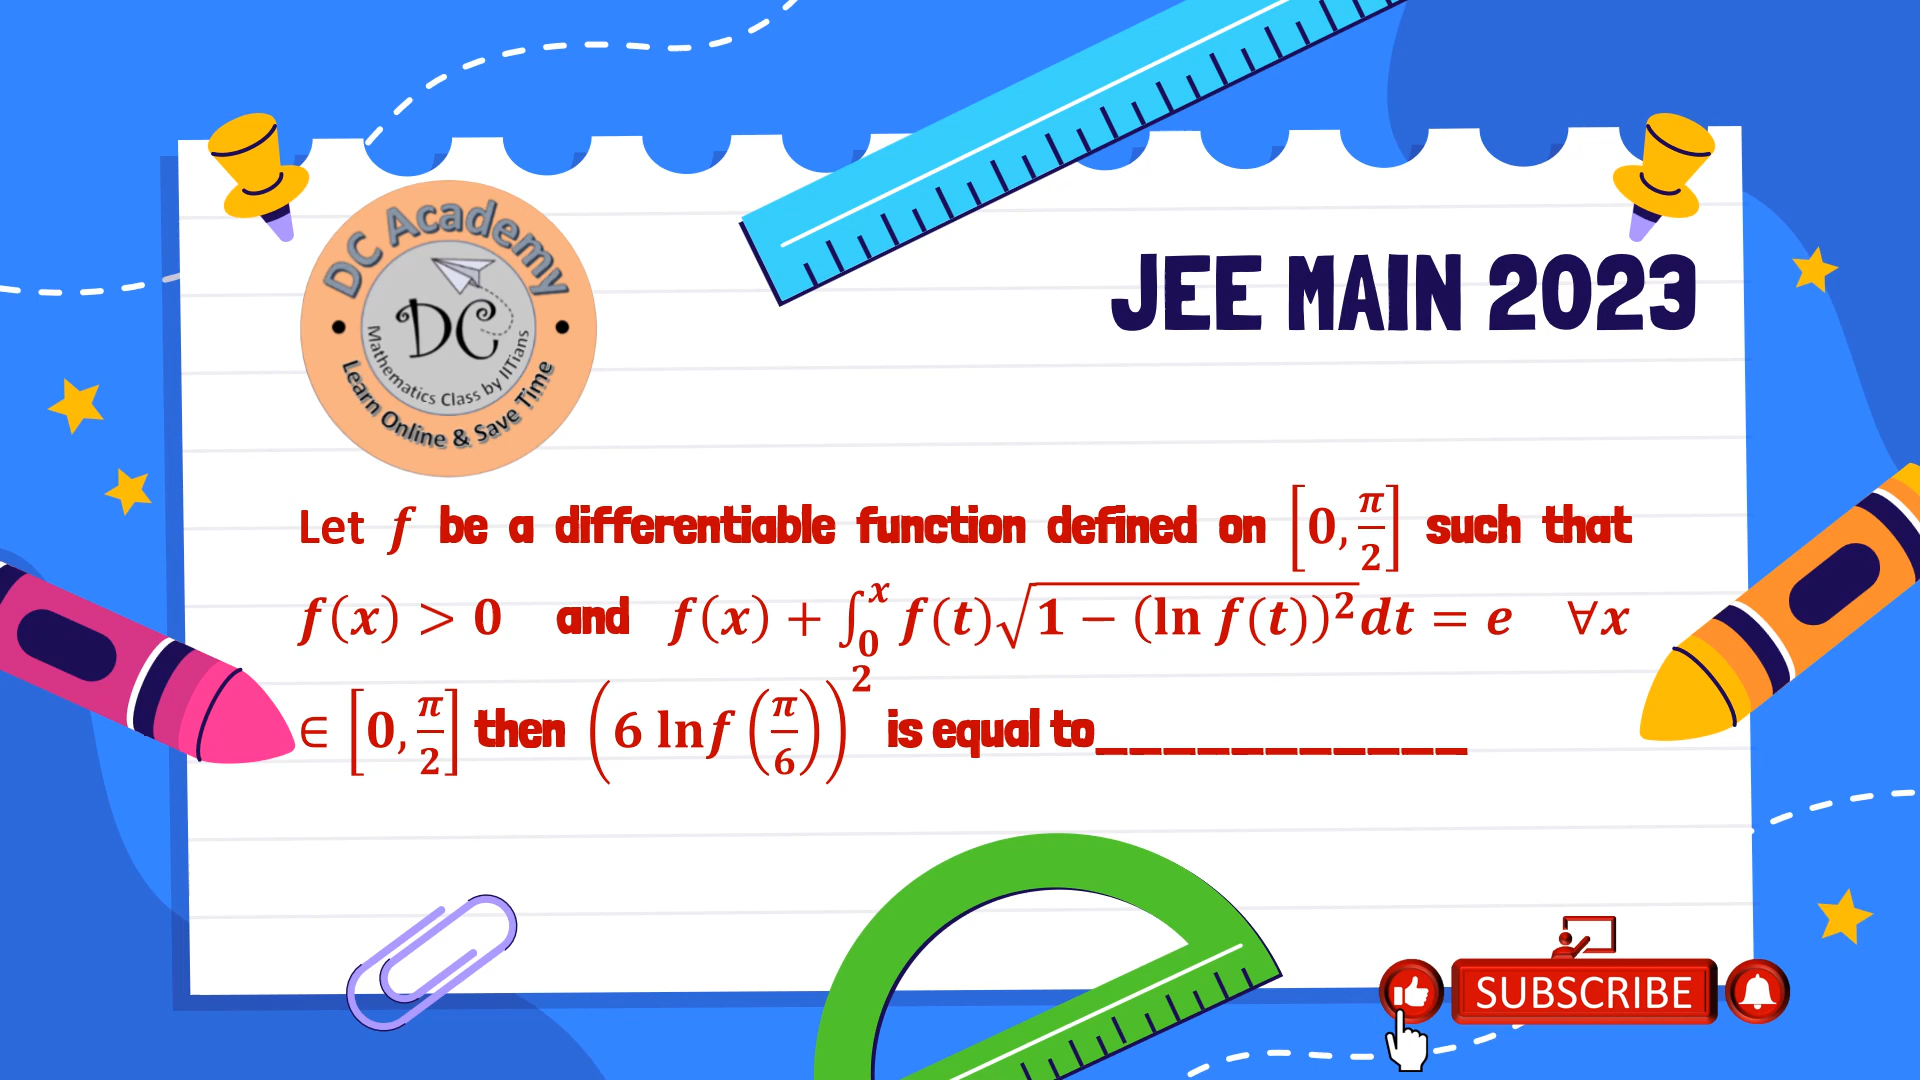 DC Academy
DC
Mathematics Class by IITians
Learn Online & Save Time
JEE MAIN 2023
Let f be a differentiable function defined on [0, π/2] such that
f(x) > 0 and f(x) + ∫₀ˣ f(t)√(1 − (ln f(t))²) dt = e ∀x
∈ [0, π/2] then (6 ln f(π/6))² is equal to___________
SUBSCRIBE